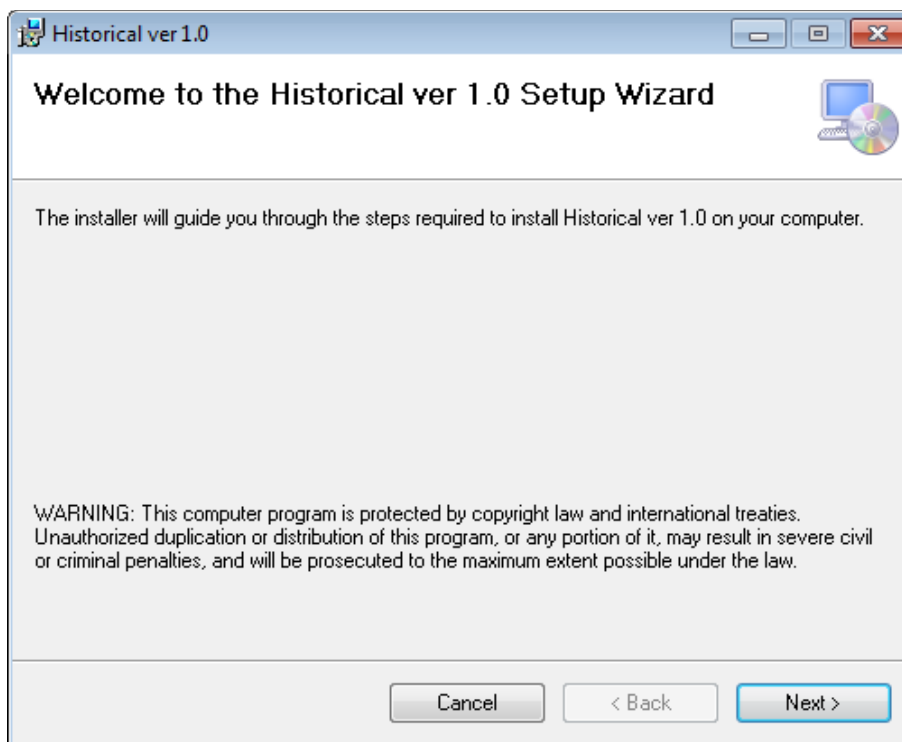 Historical ver 1.0
Welcome to the Historical ver 1.0 Setup Wizard
The installer will guide you through the steps required to install Historical ver 1.0 on your computer.
WARNING: This computer program is protected by copyright law and international treaties.
Unauthorized duplication or distribution of this program, or any portion of it, may result in severe civil
or criminal penalties, and will be prosecuted to the maximum extent possible under the law.
Cancel < Back Next >